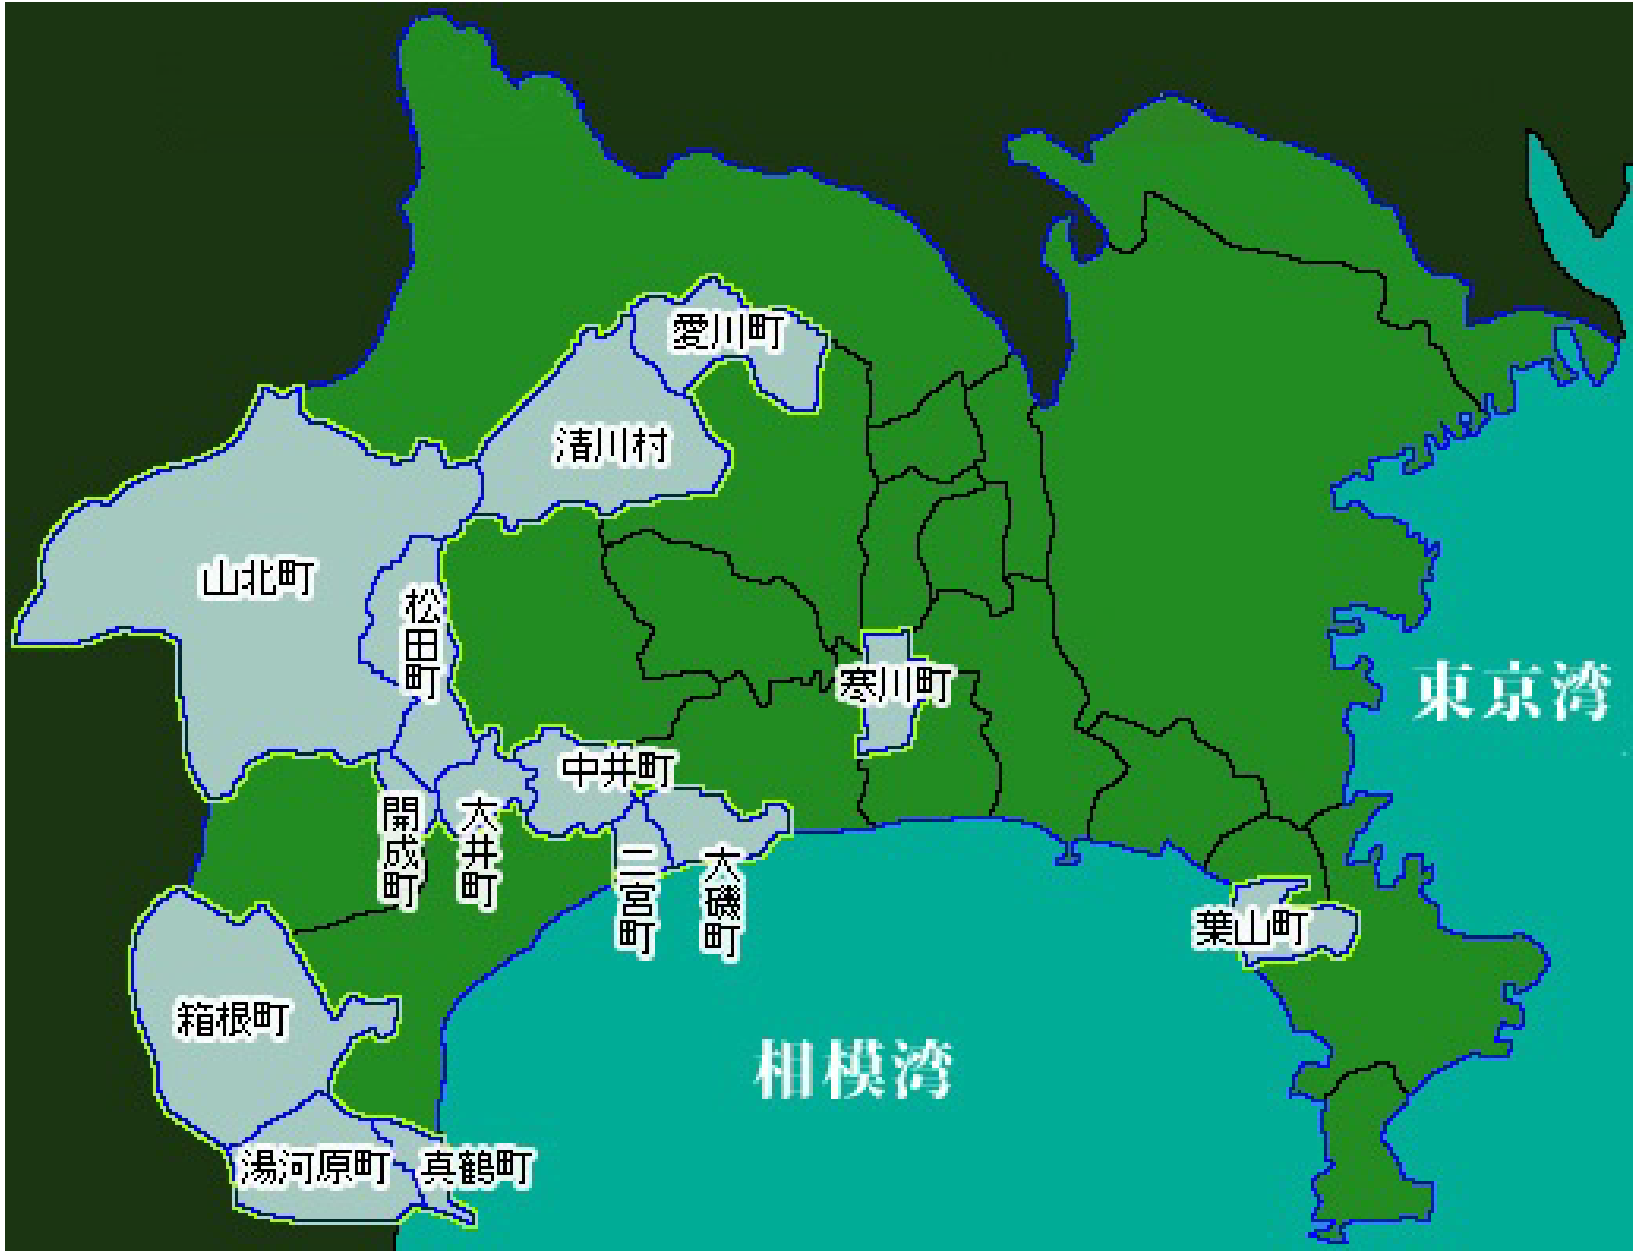 愛川町
清川村
山北町
松田町
寒川町
東京湾
中井町
開成町
大井町
二宮町
大磯町
葉山町
箱根町
相模湾
湯河原町
真鶴町